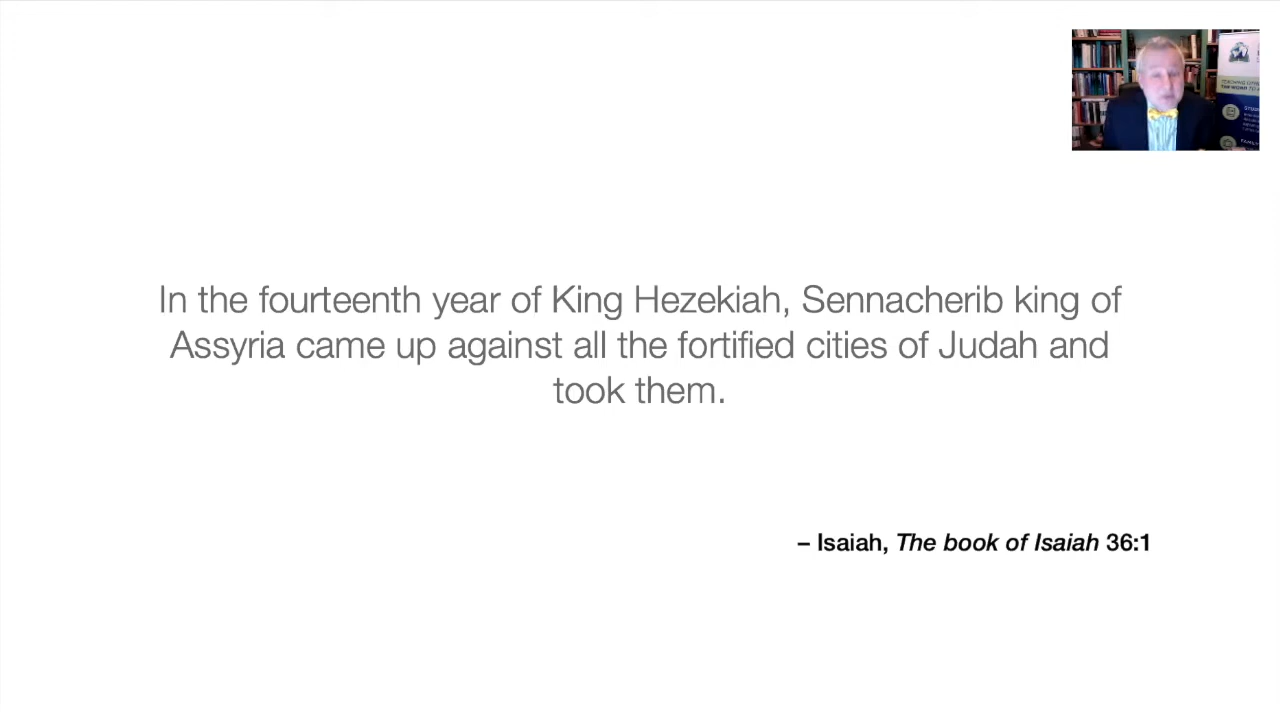 In the fourteenth year of King Hezekiah, Sennacherib king of
Assyria came up against all the fortified cities of Judah and
took them.
– Isaiah, The book of Isaiah 36:1